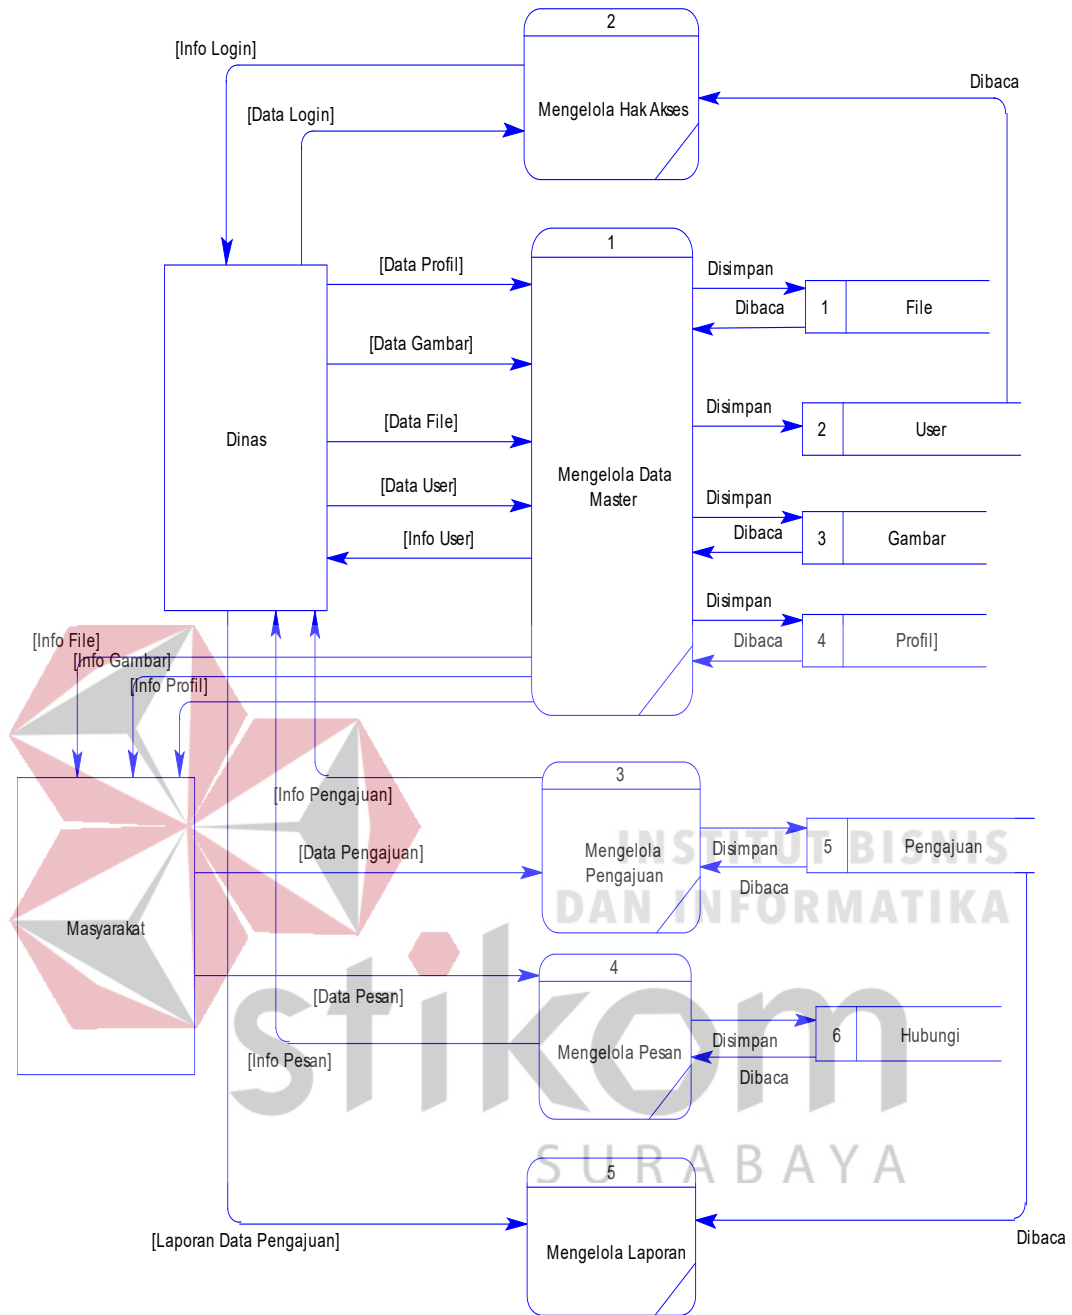 2
[Info Login]
Dibaca
[Data Login]
Mengelola Hak Akses
1
[Data Profil]
Disimpan
Dibaca
1
File
[Data Gambar]
Disimpan
[Data File]
2
User
Dinas
Mengelola Data
Master
[Data User]
Disimpan
Dibaca
3
Gambar
[Info User]
Disimpan
Dibaca
4
Profil]
[Info File]
[Info Gambar]
[Info Profil]
3
[Info Pengajuan]
[Data Pengajuan]
Mengelola
Pengajuan
Disimpan
Dibaca
5
Pengajuan
INSTITUT BISNIS
DAN INFORMATIKA
Masyarakat
4
[Data Pesan]
[Info Pesan]
Mengelola Pesan
Disimpan
Dibaca
6
Hubungi
stikom
SURABAYA
5
[Laporan Data Pengajuan]
Mengelola Laporan
Dibaca